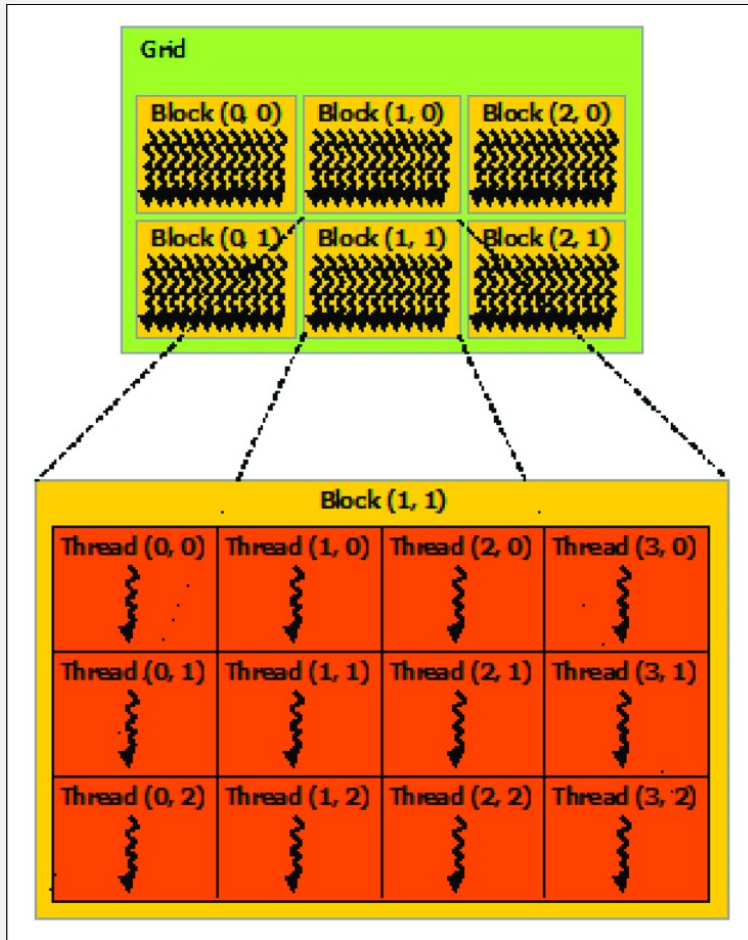 Grid
Block (0, 0) Block (1, 0) Block (2, 0)
Block (0, 1) Block (1, 1) Block (2, 1)
Block (1, 1)
Thread (0, 0) Thread (1, 0) Thread (2, 0) Thread (3, 0)
Thread (0, 1) Thread (1, 1) Thread (2, 1) Thread (3, 1)
Thread (0, 2) Thread (1, 2) Thread (2, 2) Thread (3, 2)